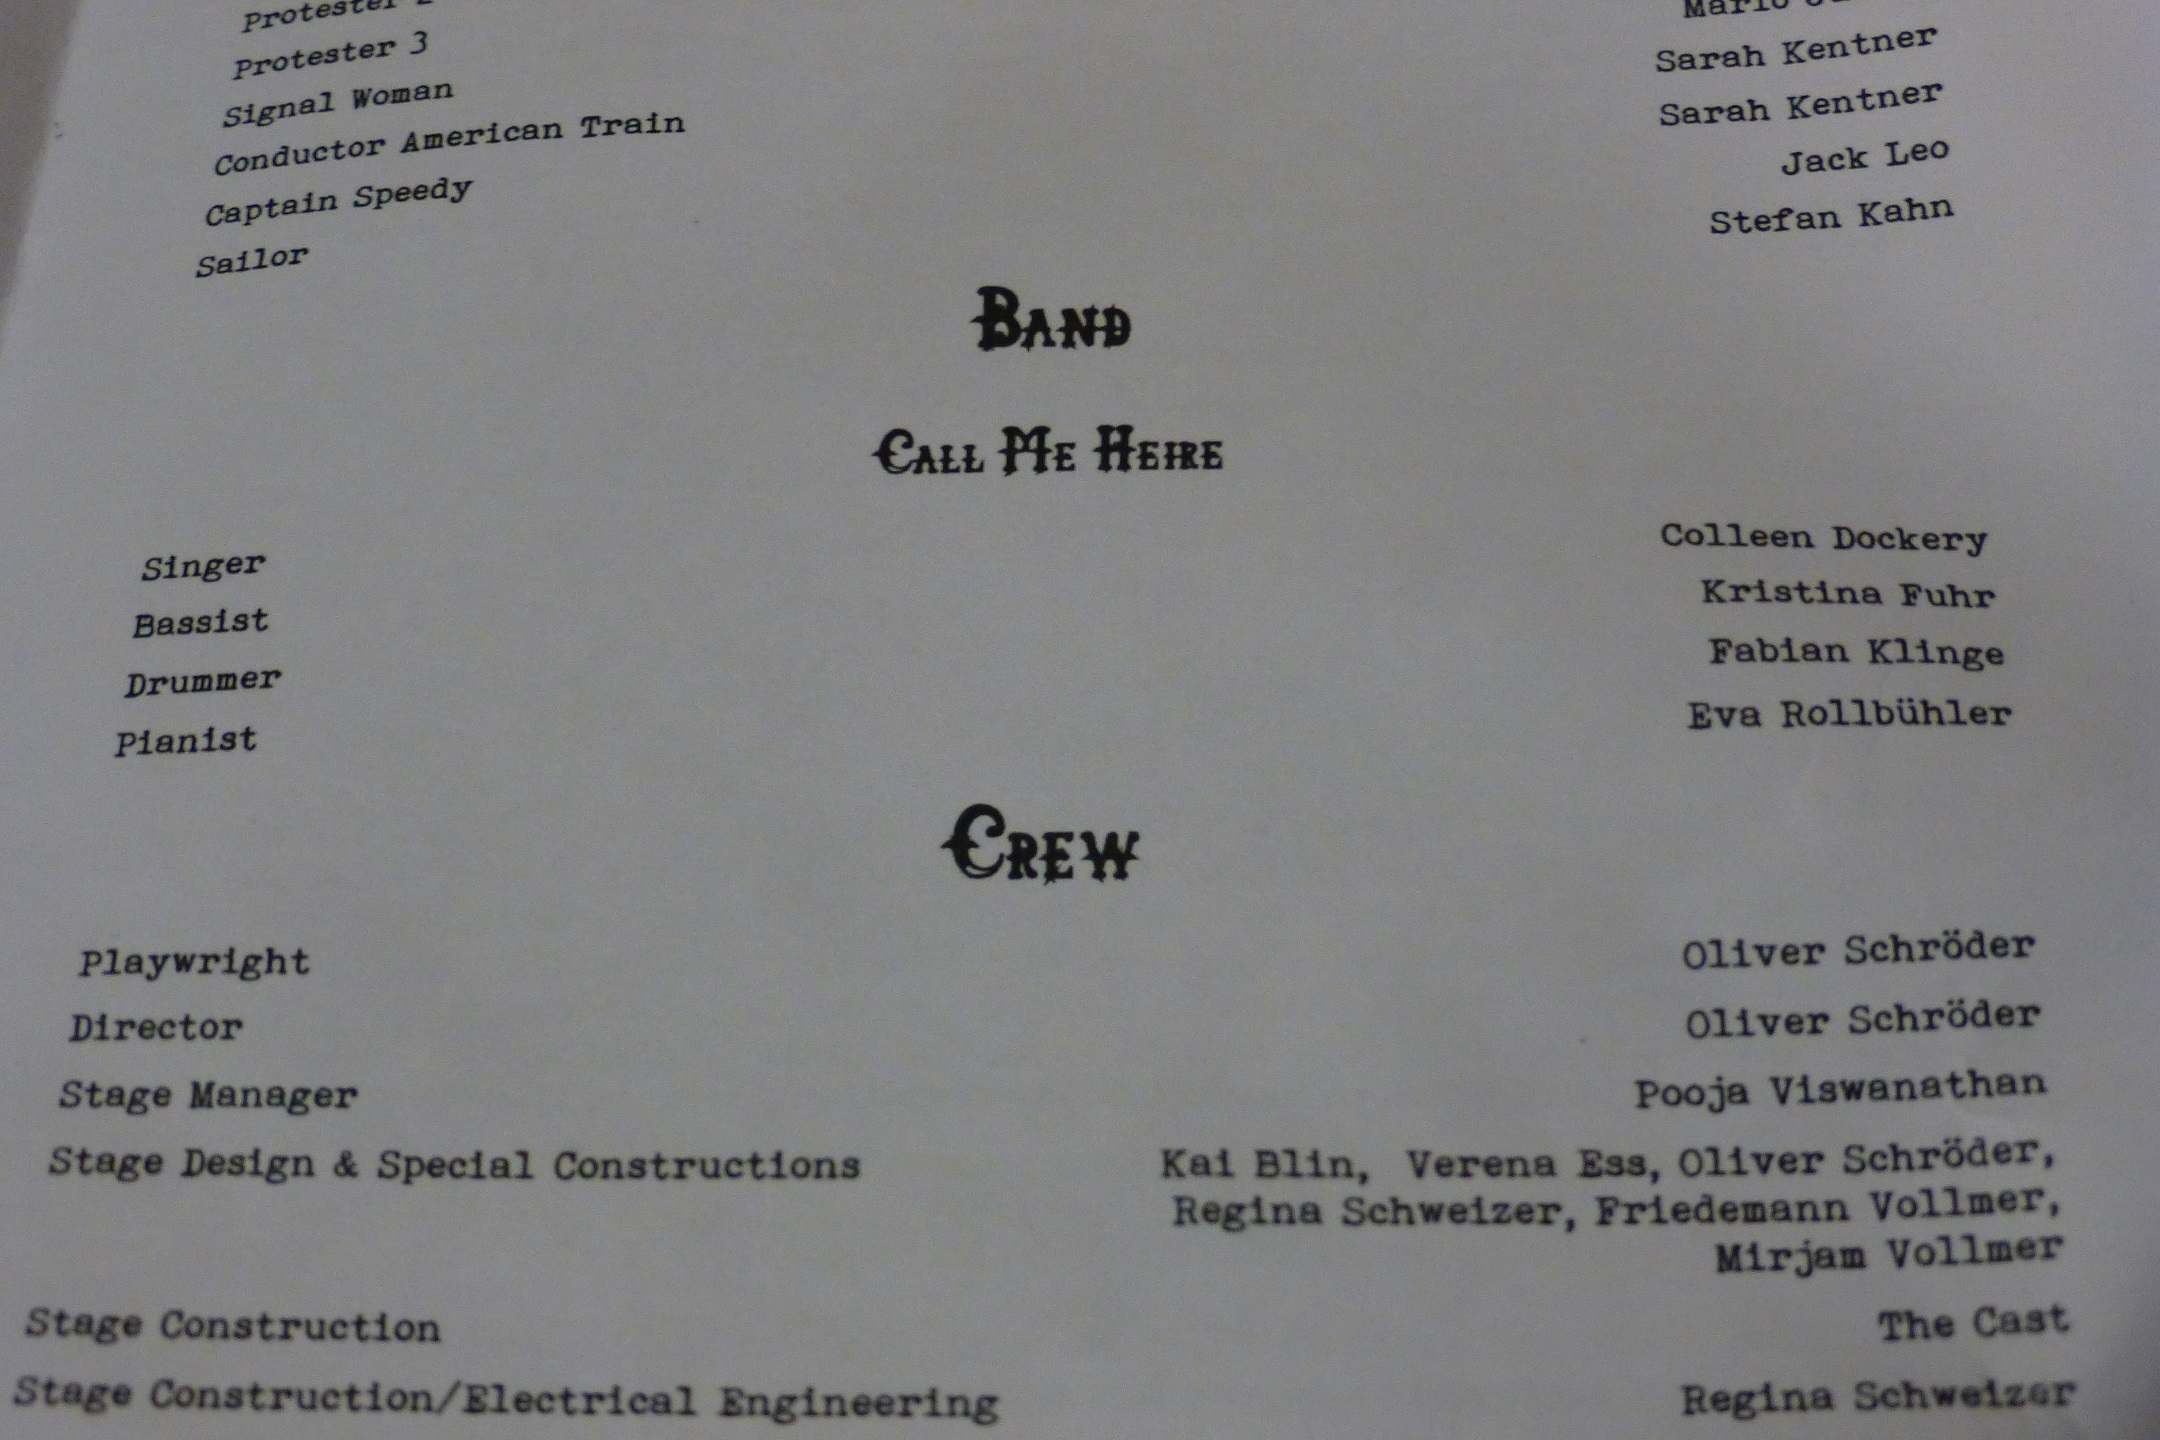 Protester
Protester 3 Mario
Signal Woman Sarah Kentner
Conductor American Train Sarah Kentner
Captain Speedy Jack Leo
Sailor Stefan Kahn
BAND
CALL ME HEIRE
Singer Colleen Dockery
Bassist Kristina Fuhr
Drummer Fabian Klinge
Pianist Eva Rollbühler
CREW
Playwright Oliver Schröder
Director Oliver Schröder
Stage Manager Pooja Viswanathan
Stage Design & Special Constructions Kai Blin, Verena Ess, Oliver Schröder,
Regina Schweizer, Friedemann Vollmer,
Mirjam Vollmer
Stage Construction The Cast
Stage Construction/Electrical Engineering Regina Schweizer